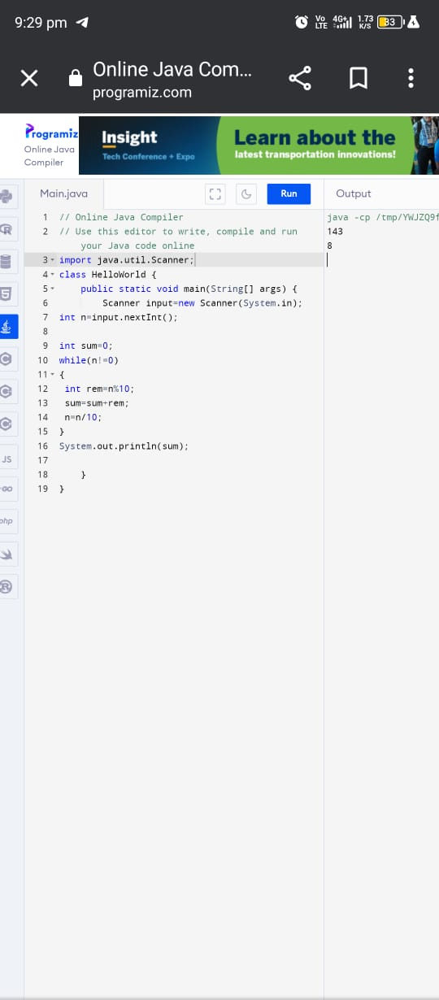 9:29 pm
Vo LTE 4G+ 1.73 K/S 33
Online Java Com...
programiz.com
Programiz
Online Java
Compiler
Insight
Tech Conference + Expo
Learn about the
latest transportation innovations!
Main.java
Run
Output
1 // Online Java Compiler
2 // Use this editor to write, compile and run
your Java code online
3 import java.util.Scanner;
4 class HelloWorld {
5 public static void main(String[] args) {
6 Scanner input=new Scanner(System.in);
7 int n=input.nextInt();
8
9 int sum=0;
10 while(n!=0)
11 {
12 int rem=n%10;
13 sum=sum+rem;
14 n=n/10;
15 }
16 System.out.println(sum);
17
18 }
19 }
java -cp /tmp/YWJZQ9f
143
8
R
5
JS
GO
php